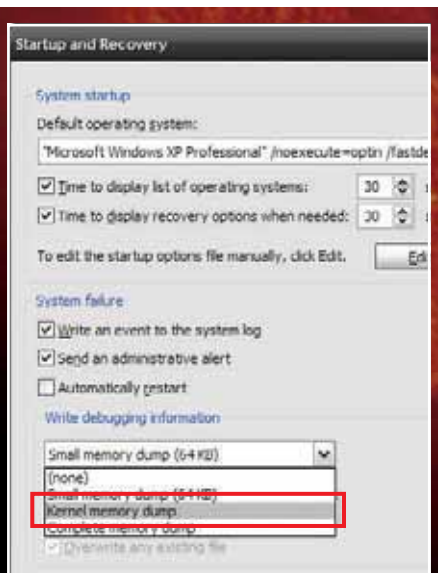 Startup and Recovery
System startup
Default operating system:
"Microsoft Windows XP Professional" /noexecute=optin /fastde
Time to display list of operating systems: 30
Time to display recovery options when needed: 30
To edit the startup options file manually, click Edit.
System failure
Write an event to the system log
Send an administrative alert
Automatically restart
Write debugging information
Small memory dump (64 KB)
(none)
Small memory dump (64 KB)
Kernel memory dump
Complete memory dump
Overwrite any existing file